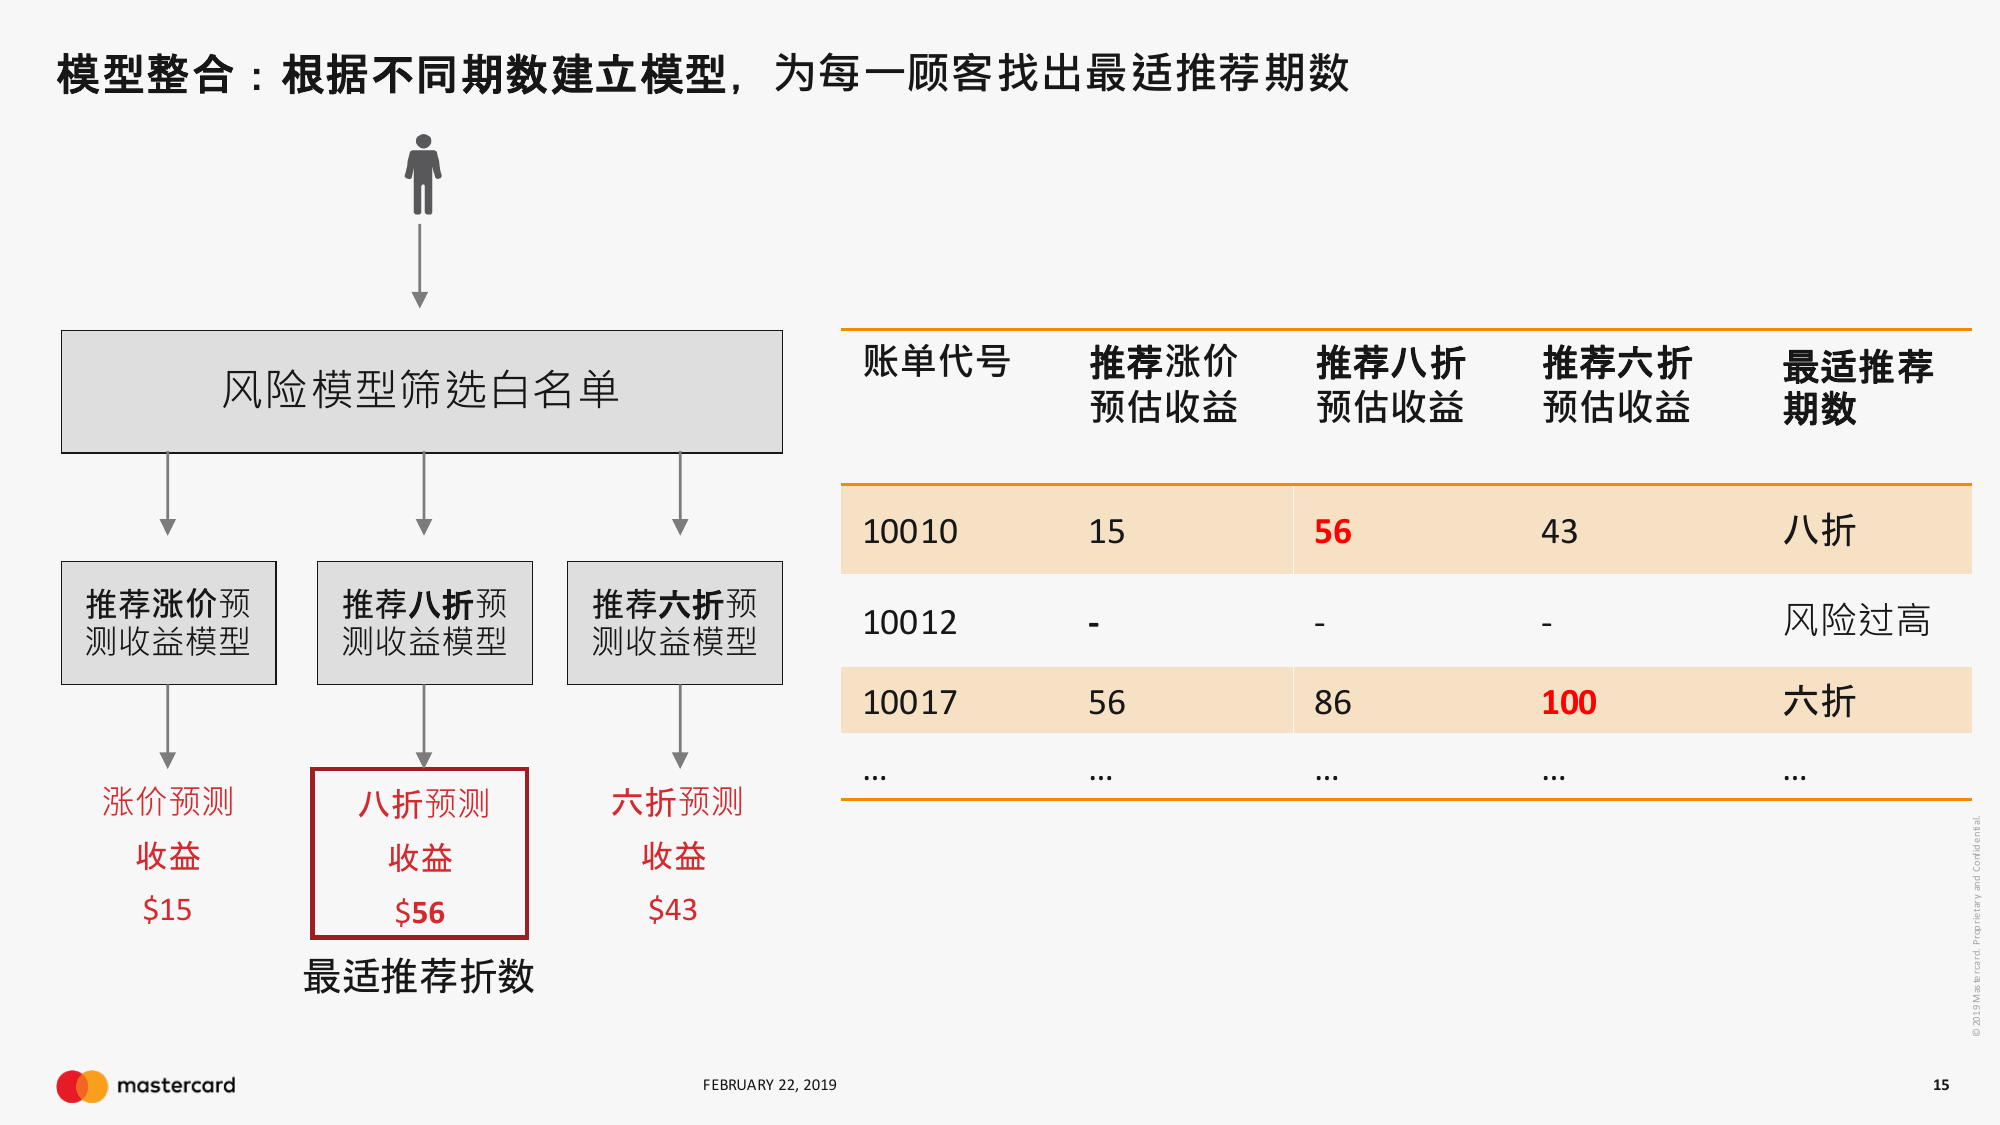 模型整合：根据不同期数建立模型，为每一顾客找出最适推荐期数
风险模型筛选白名单
推荐涨价预
测收益模型
推荐八折预
测收益模型
推荐六折预
测收益模型
涨价预测
收益
$15
八折预测
收益
$56
六折预测
收益
$43
最适推荐折数
账单代号
推荐涨价
预估收益
推荐八折
预估收益
推荐六折
预估收益
最适推荐
期数
10010 15 56 43 八折
10012 - - - 风险过高
10017 56 86 100 六折
... ... ... ... ...
©2019 Mastercard. Proprietary and Confidential.
mastercard
FEBRUARY 22, 2019
15